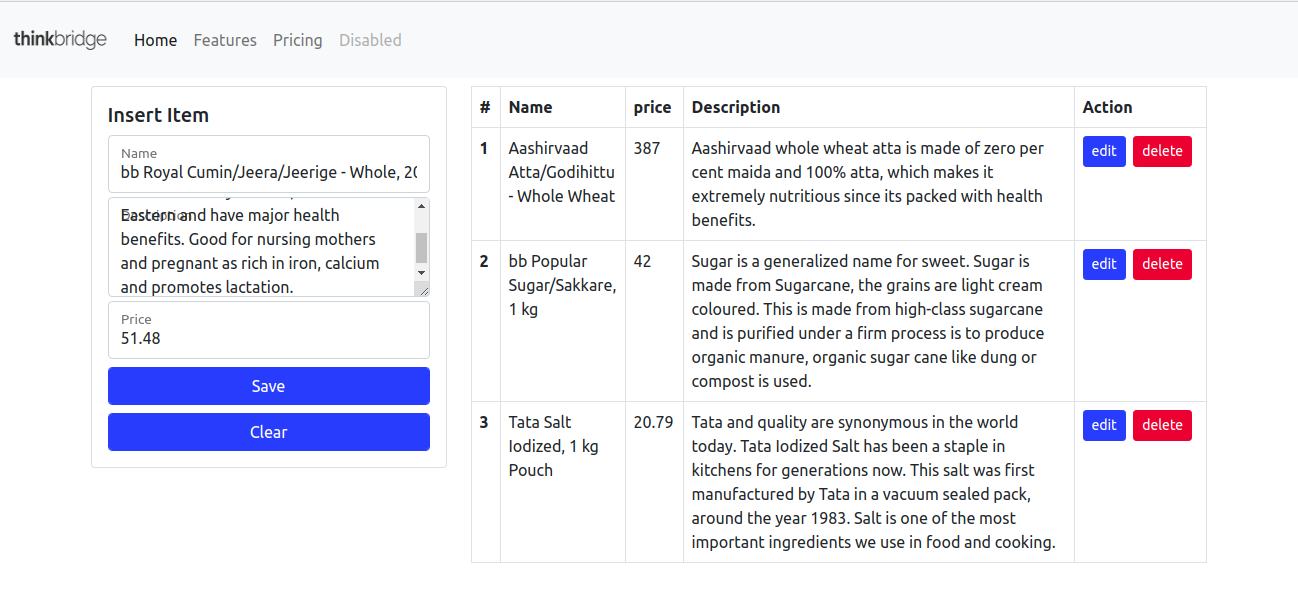 thinkbridge Home Features Pricing Disabled
Insert Item
Name
bb Royal Cumin/Jeera/Jeerige - Whole, 20
Description
Eastern and have major health
benefits. Good for nursing mothers
and pregnant as rich in iron, calcium
and promotes lactation.
Price
51.48
Save
Clear
# Name price Description Action
1 Aashirvaad 387 Aashirvaad whole wheat atta is made of zero per edit delete
Atta/Godihittu cent maida and 100% atta, which makes it
- Whole Wheat extremely nutritious since its packed with health
benefits.
2 bb Popular 42 Sugar is a generalized name for sweet. Sugar is edit delete
Sugar/Sakkare, made from Sugarcane, the grains are light cream
1 kg coloured. This is made from high-class sugarcane
and is purified under a firm process is to produce
organic manure, organic sugar cane like dung or
compost is used.
3 Tata Salt 20.79 Tata and quality are synonymous in the world edit delete
Iodized, 1 kg today. Tata Iodized Salt has been a staple in
Pouch kitchens for generations now. This salt was first
manufactured by Tata in a vacuum sealed pack,
around the year 1983. Salt is one of the most
important ingredients we use in food and cooking.